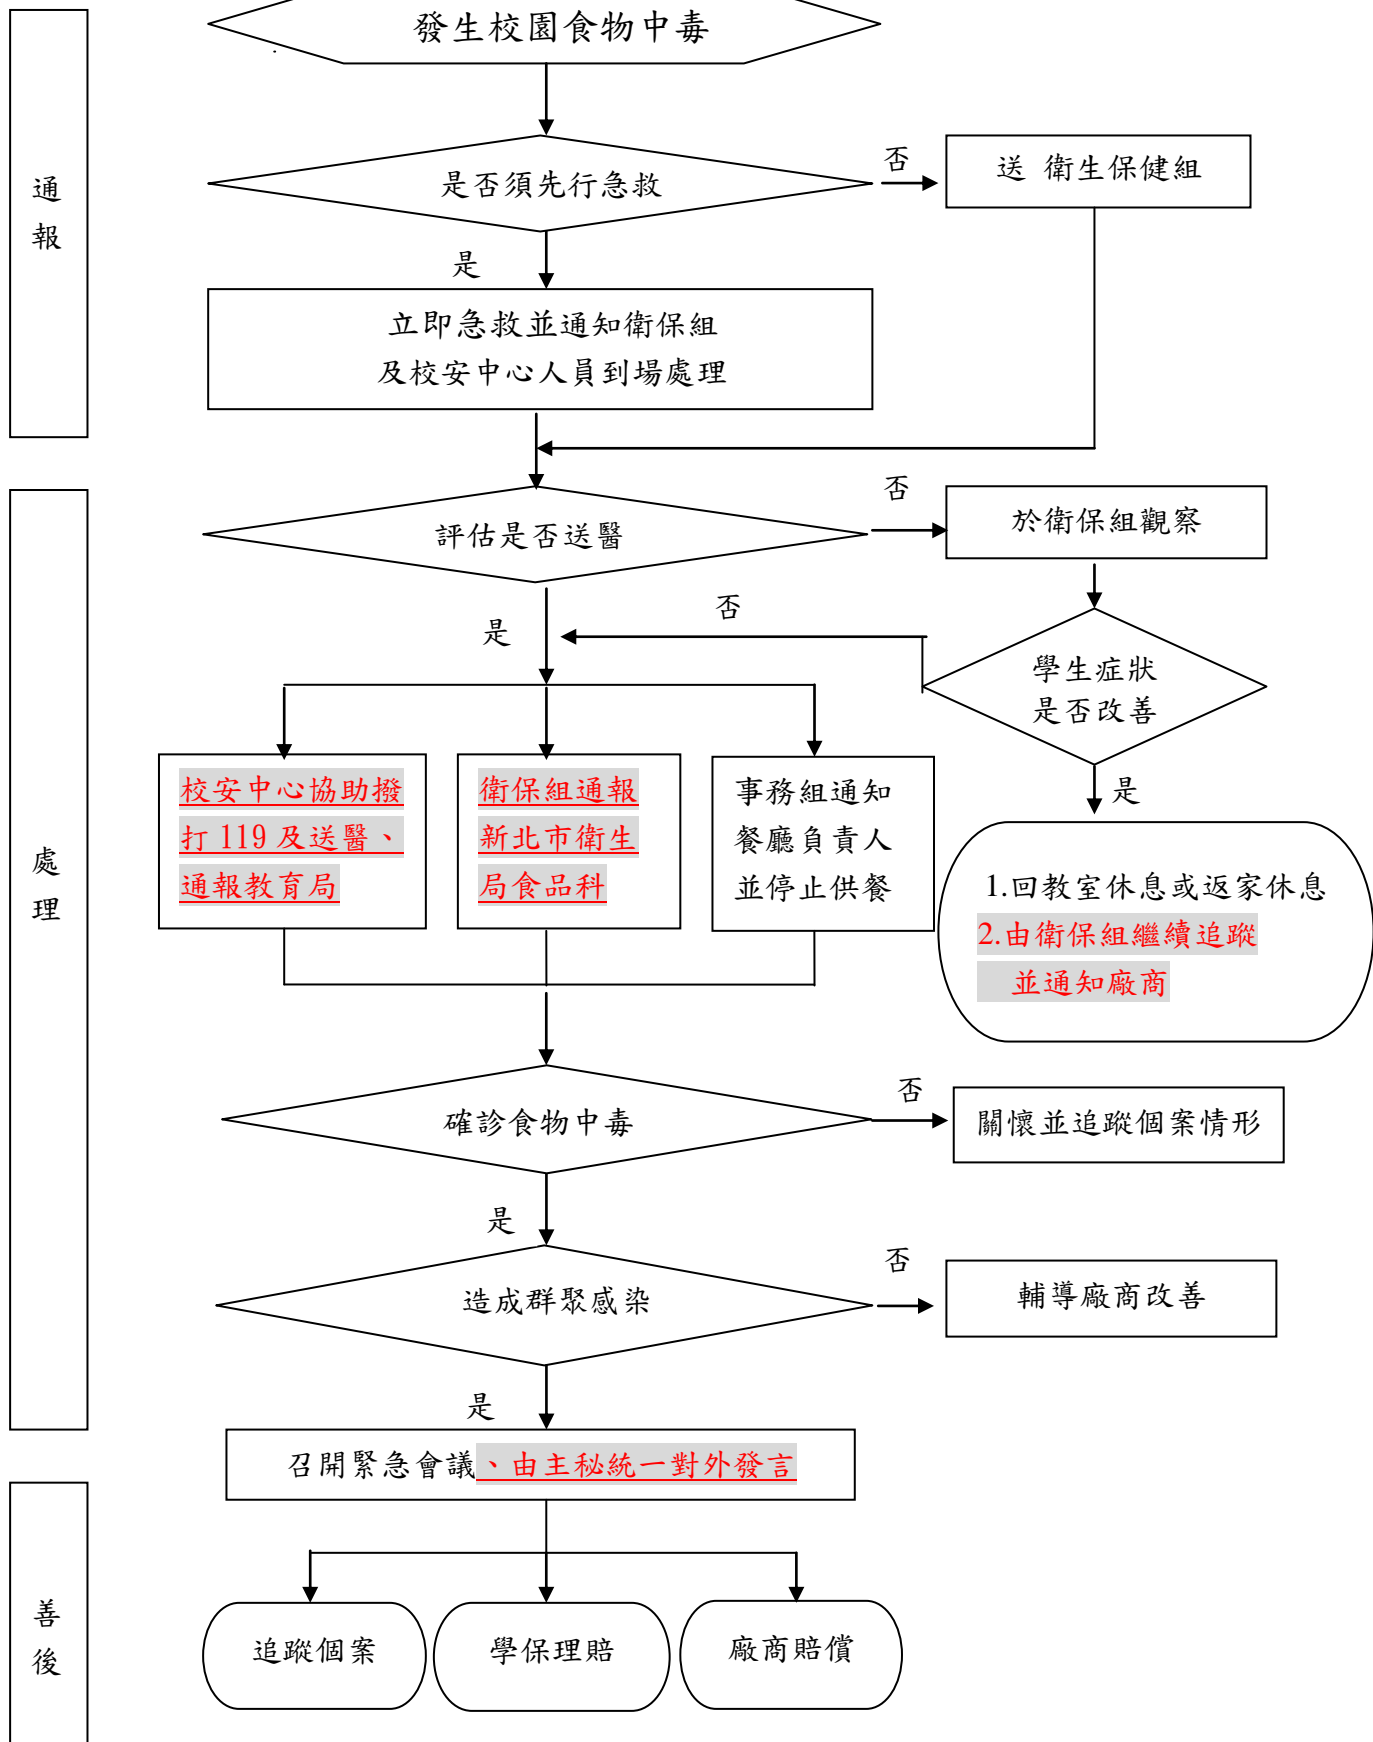 發生校園食物中毒
通
報
是否須先行急救
否
送 衛生保健組
是
立即急救並通知衛保組
及校安中心人員到場處理
處
理
評估是否送醫
否
於衛保組觀察
是
否
學生症狀
是否改善
是
校安中心協助撥
打 119 及送醫、
通報教育局
衛保組通報
新北市衛生
局食品科
事務組通知
餐廳負責人
並停止供餐
1.回教室休息或返家休息
2.由衛保組繼續追蹤
並通知廠商
確診食物中毒
否
關懷並追蹤個案情形
是
造成群聚感染
否
輔導廠商改善
是
召開緊急會議、由主秘統一對外發言
善
後
追蹤個案
學保理賠
廠商賠償